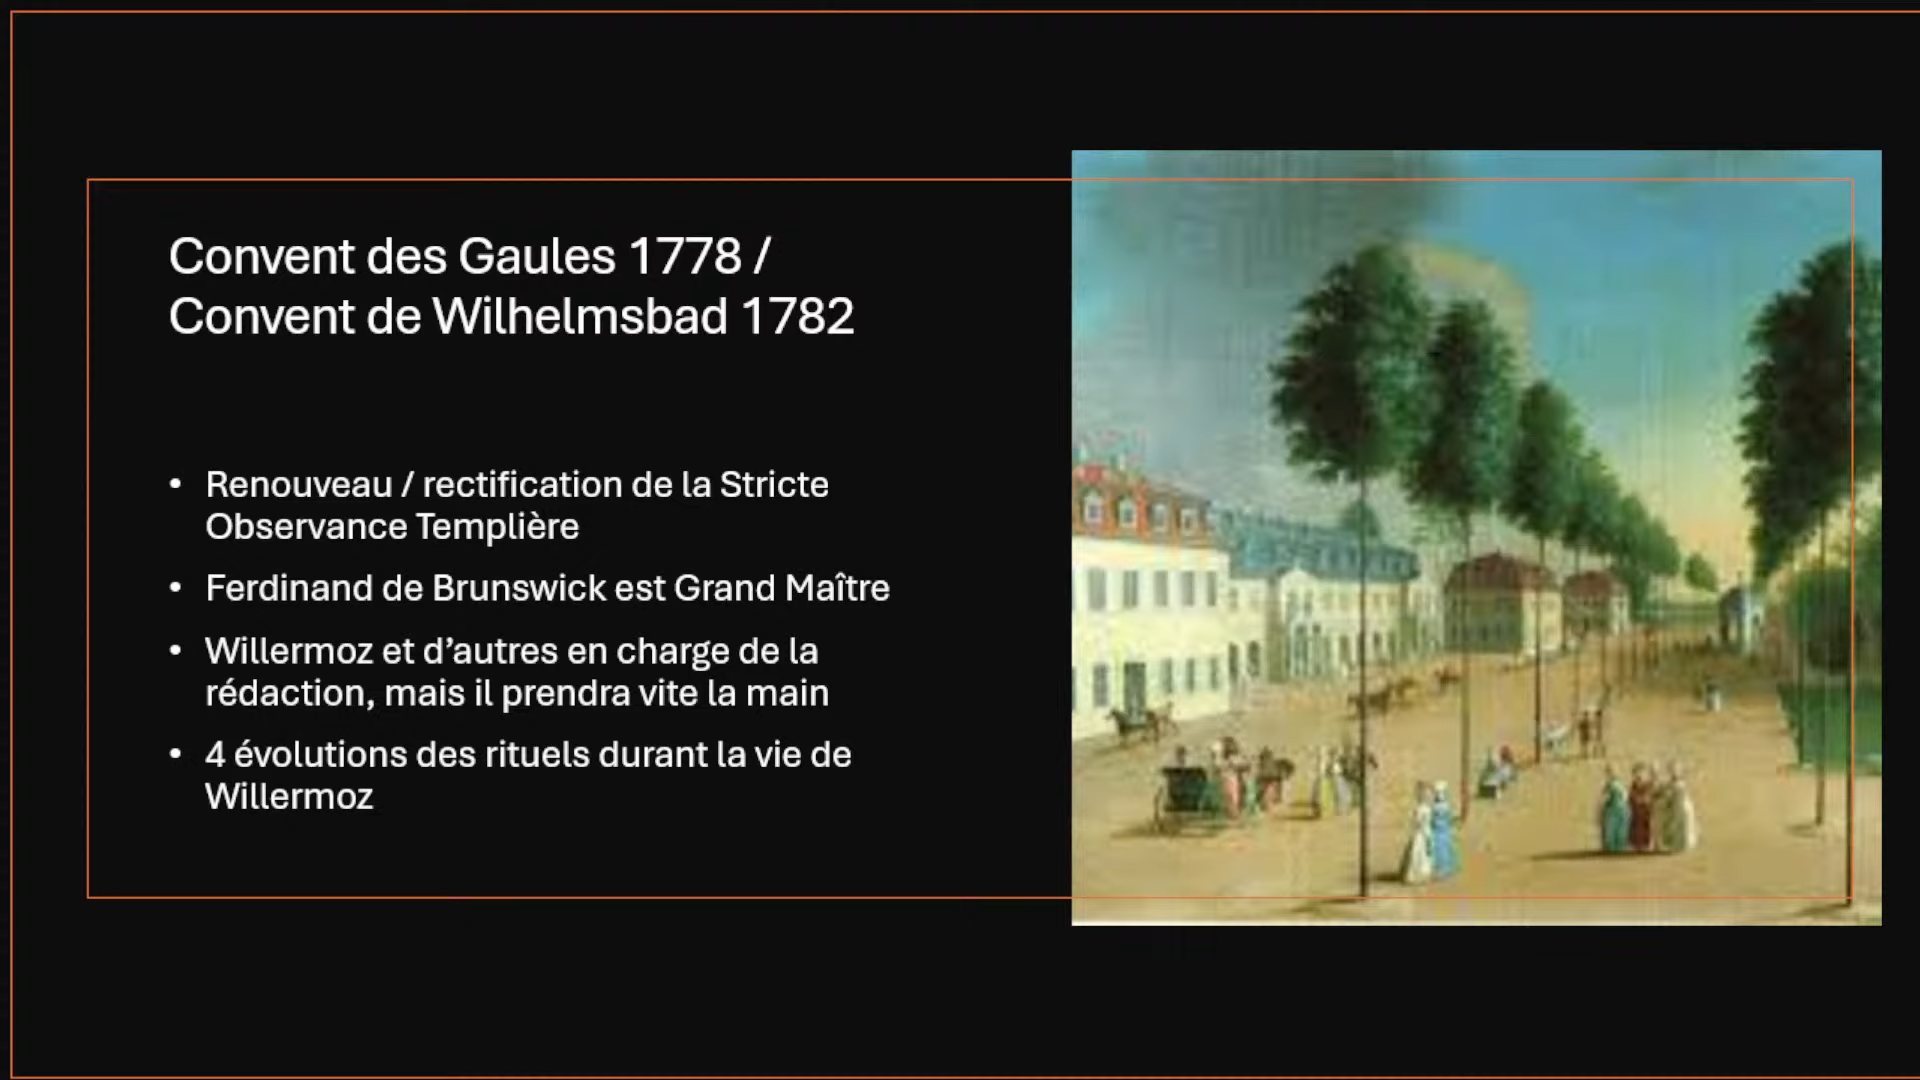 Convent des Gaules 1778 /
Convent de Wilhelmsbad 1782
• Renouveau / rectification de la Stricte
Observance Templière
• Ferdinand de Brunswick est Grand Maître
• Willermoz et d’autres en charge de la
rédaction, mais il prendra vite la main
• 4 évolutions des rituels durant la vie de
Willermoz